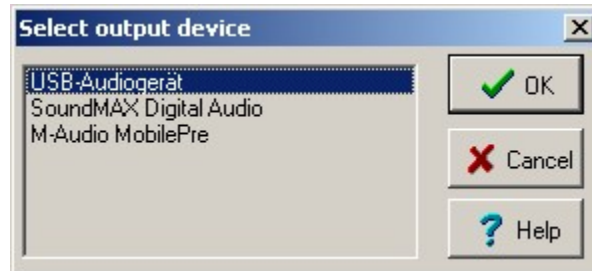 Select output device
USB-Audiogerät
SoundMAX Digital Audio
M-Audio MobilePre
OK
Cancel
Help